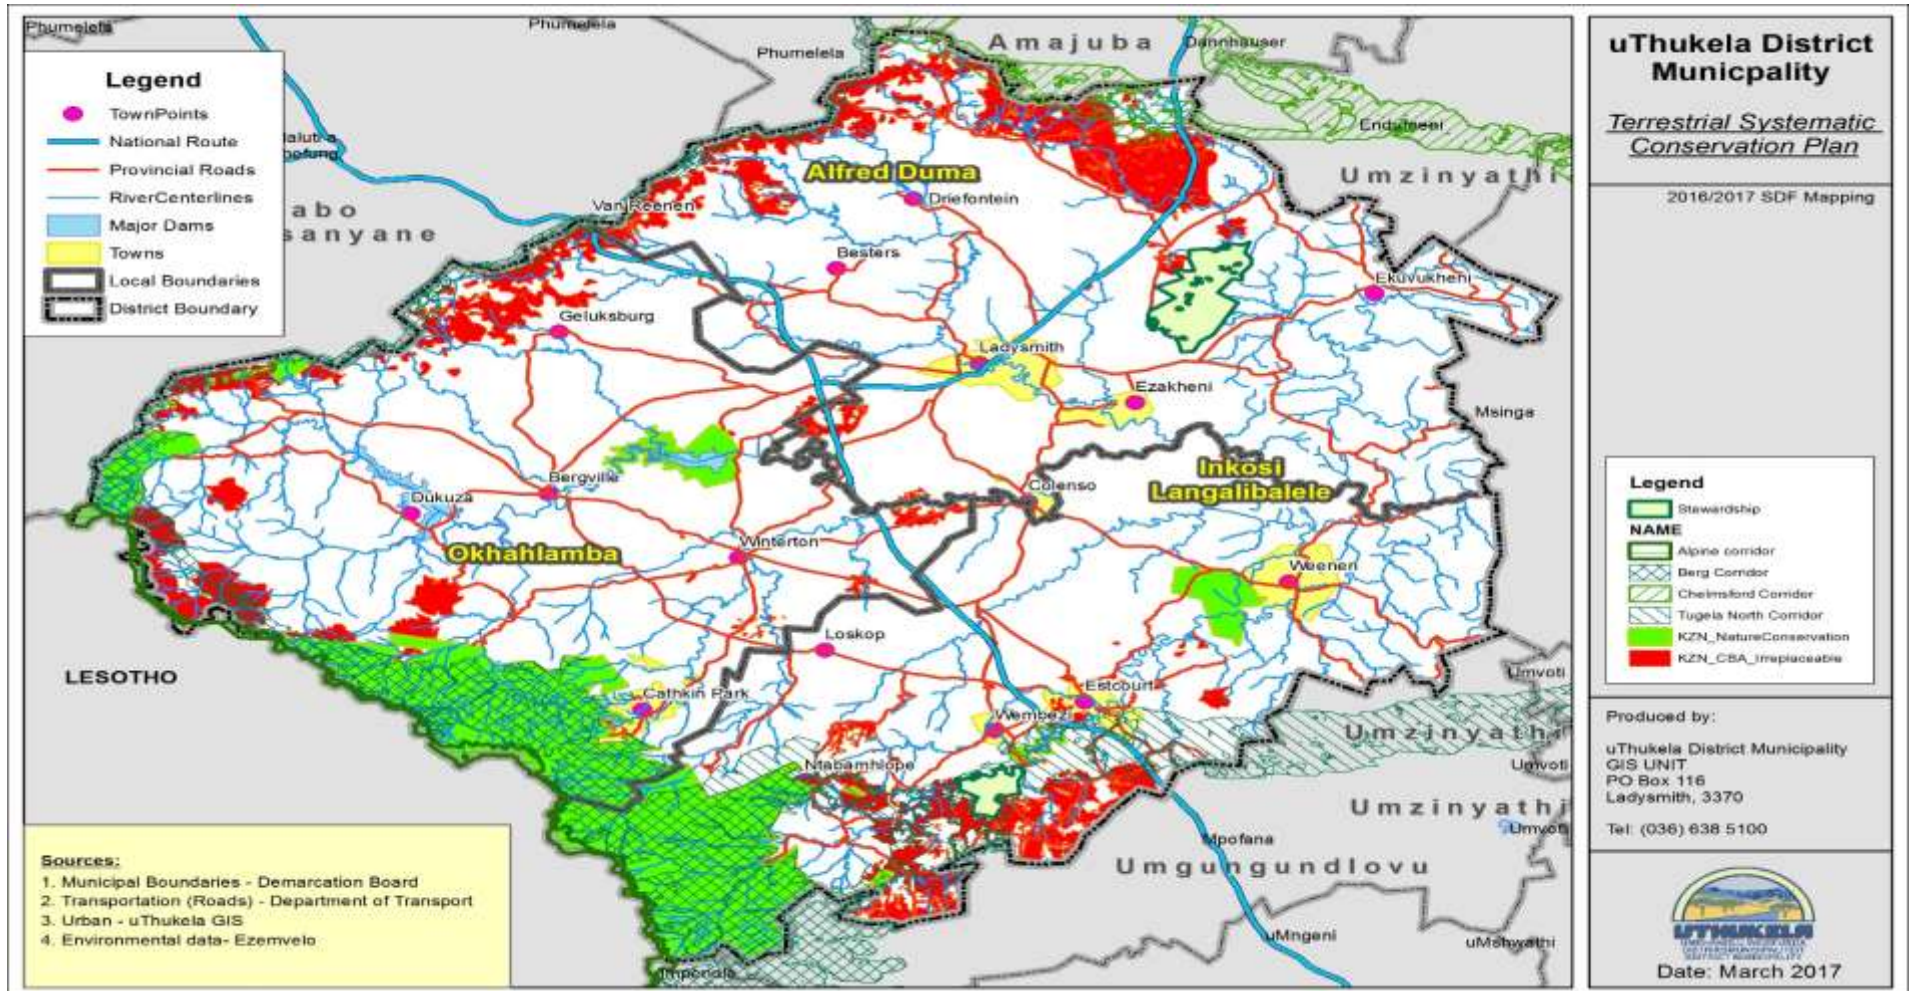 Phumelela
Phumelela
Phumelela
Amajuba
Dannhauser
Endumeni
Umzinyathi
Legend
TownPoints
National Route
Provincial Roads
RiverCenterlines
Major Dams
Towns
Local Boundaries
District Boundary
abo
sanyane
Van Reenen
Alfred Duma
Driefontein
Besters
Ekuvukheni
Geluksburg
Ladysmith
Ezakheni
Msinga
Inkosi
Langalibalele
Bergville
Dukuza
Colenso
Okhahlamba
Winterton
Weenen
Loskop
LESOTHO
Cathkin Park
Estcourt
Wembezi
Umvoti
Umzinyathi
Ntabamhlope
Umvoti
Umzinyathi
Umvoti
Mpofana
Umgungundlovu
uMngeni
uMshwathi
Sources:
1. Municipal Boundaries - Demarcation Board
2. Transportation (Roads) - Department of Transport
3. Urban - uThukela GIS
4. Environmental data- Ezemvelo
uThukela District
Municpality
Terrestrial Systematic
Conservation Plan
2016/2017 SDF Mapping
Legend
Stewardship
NAME
Alpine corridor
Berg Corridor
Chelmsford Corridor
Tugela North Corridor
KZN_NatureConservation
KZN_CBA_Irreplaceable
Produced by:
uThukela District Municipality
GIS UNIT
PO Box 116
Ladysmith, 3370
Tel: (036) 638 5100
UTHUKELA
DISTRICT MUNICIPALITY
Date: March 2017